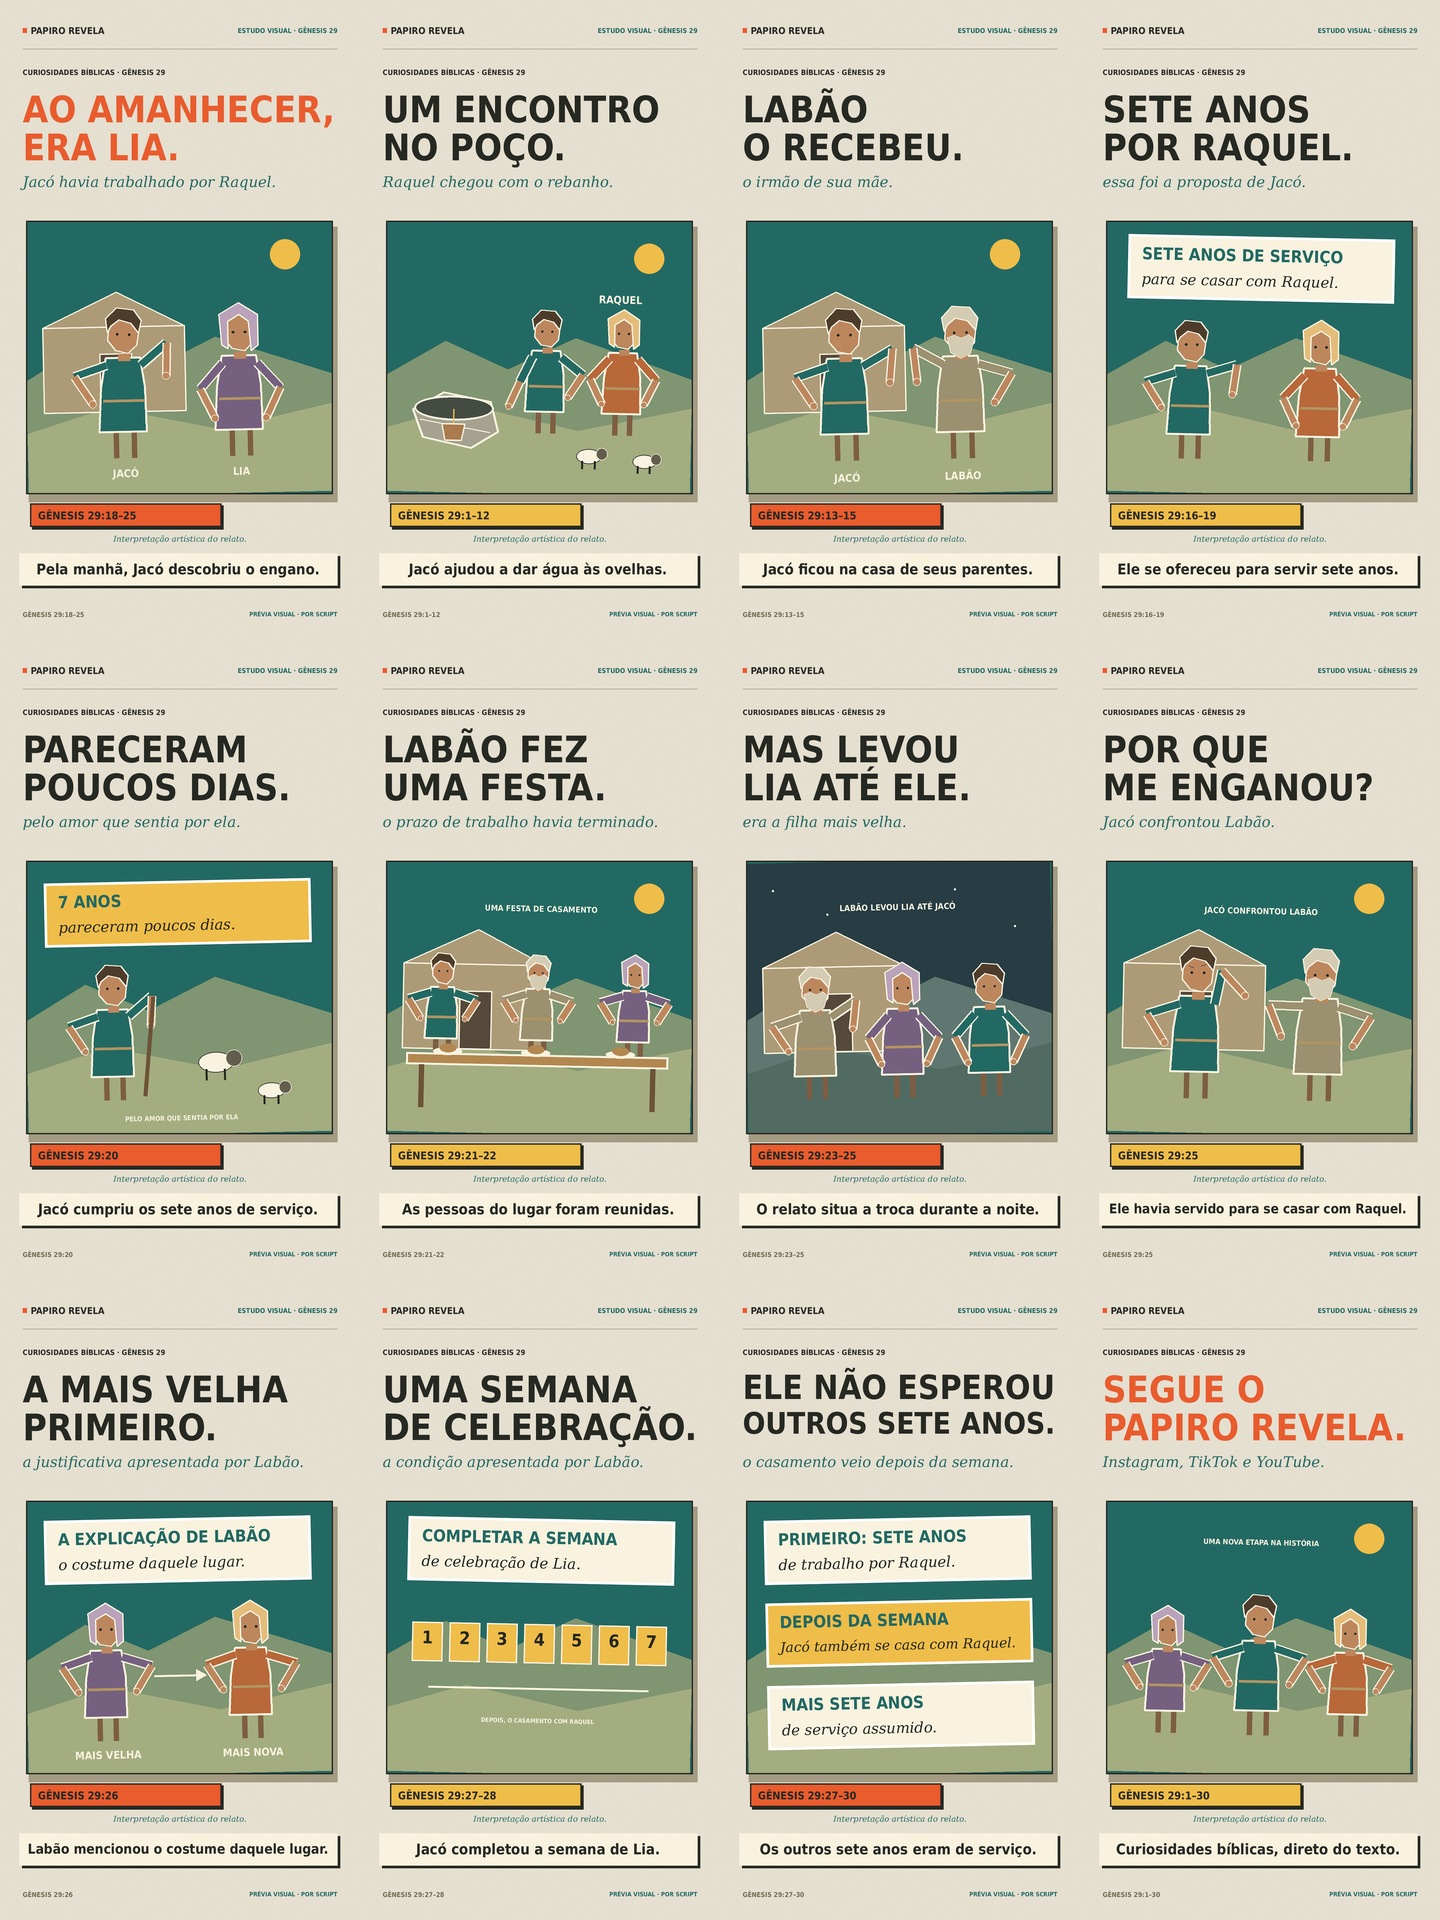 PAPIRO REVELA
ESTUDO VISUAL · GÊNESIS 29
CURIOSIDADES BÍBLICAS · GÊNESIS 29
AO AMANHECER,
ERA LIA.
Jacó havia trabalhado por Raquel.
JACÓ
LIA
GÊNESIS 29:18–25
Interpretação artística do relato.
Pela manhã, Jacó descobriu o engano.
GÊNESIS 29:18–25
PRÉVIA VISUAL · POR SCRIPT
PAPIRO REVELA
ESTUDO VISUAL · GÊNESIS 29
CURIOSIDADES BÍBLICAS · GÊNESIS 29
UM ENCONTRO
NO POÇO.
Raquel chegou com o rebanho.
RAQUEL
GÊNESIS 29:1–12
Interpretação artística do relato.
Jacó ajudou a dar água às ovelhas.
GÊNESIS 29:1–12
PRÉVIA VISUAL · POR SCRIPT
PAPIRO REVELA
ESTUDO VISUAL · GÊNESIS 29
CURIOSIDADES BÍBLICAS · GÊNESIS 29
LABÃO
O RECEBEU.
o irmão de sua mãe.
JACÓ
LABÃO
GÊNESIS 29:13–15
Interpretação artística do relato.
Jacó ficou na casa de seus parentes.
GÊNESIS 29:13–15
PRÉVIA VISUAL · POR SCRIPT
PAPIRO REVELA
ESTUDO VISUAL · GÊNESIS 29
CURIOSIDADES BÍBLICAS · GÊNESIS 29
SETE ANOS
POR RAQUEL.
essa foi a proposta de Jacó.
SETE ANOS DE SERVIÇO
para se casar com Raquel.
GÊNESIS 29:16–19
Interpretação artística do relato.
Ele se ofereceu para servir sete anos.
GÊNESIS 29:16–19
PRÉVIA VISUAL · POR SCRIPT
PAPIRO REVELA
ESTUDO VISUAL · GÊNESIS 29
CURIOSIDADES BÍBLICAS · GÊNESIS 29
PARECERAM
POUCOS DIAS.
pelo amor que sentia por ela.
7 ANOS
pareceram poucos dias.
PELO AMOR QUE SENTIA POR ELA
GÊNESIS 29:20
Interpretação artística do relato.
Jacó cumpriu os sete anos de serviço.
GÊNESIS 29:20
PRÉVIA VISUAL · POR SCRIPT
PAPIRO REVELA
ESTUDO VISUAL · GÊNESIS 29
CURIOSIDADES BÍBLICAS · GÊNESIS 29
LABÃO FEZ
UMA FESTA.
o prazo de trabalho havia terminado.
UMA FESTA DE CASAMENTO
GÊNESIS 29:21–22
Interpretação artística do relato.
As pessoas do lugar foram reunidas.
GÊNESIS 29:21–22
PRÉVIA VISUAL · POR SCRIPT
PAPIRO REVELA
ESTUDO VISUAL · GÊNESIS 29
CURIOSIDADES BÍBLICAS · GÊNESIS 29
MAS LEVOU
LIA ATÉ ELE.
era a filha mais velha.
LABÃO LEVOU LIA ATÉ JACÓ
GÊNESIS 29:23–25
Interpretação artística do relato.
O relato situa a troca durante a noite.
GÊNESIS 29:23–25
PRÉVIA VISUAL · POR SCRIPT
PAPIRO REVELA
ESTUDO VISUAL · GÊNESIS 29
CURIOSIDADES BÍBLICAS · GÊNESIS 29
POR QUE
ME ENGANOU?
Jacó confrontou Labão.
JACÓ CONFRONTOU LABÃO
GÊNESIS 29:25
Interpretação artística do relato.
Ele havia servido para se casar com Raquel.
GÊNESIS 29:25
PRÉVIA VISUAL · POR SCRIPT
PAPIRO REVELA
ESTUDO VISUAL · GÊNESIS 29
CURIOSIDADES BÍBLICAS · GÊNESIS 29
A MAIS VELHA
PRIMEIRO.
a justificativa apresentada por Labão.
A EXPLICAÇÃO DE LABÃO
o costume daquele lugar.
MAIS VELHA
MAIS NOVA
GÊNESIS 29:26
Interpretação artística do relato.
Labão mencionou o costume daquele lugar.
GÊNESIS 29:26
PRÉVIA VISUAL · POR SCRIPT
PAPIRO REVELA
ESTUDO VISUAL · GÊNESIS 29
CURIOSIDADES BÍBLICAS · GÊNESIS 29
UMA SEMANA
DE CELEBRAÇÃO.
a condição apresentada por Labão.
COMPLETAR A SEMANA
de celebração de Lia.
1 2 3 4 5 6 7
DEPOIS, O CASAMENTO COM RAQUEL
GÊNESIS 29:27–28
Interpretação artística do relato.
Jacó completou a semana de Lia.
GÊNESIS 29:27–28
PRÉVIA VISUAL · POR SCRIPT
PAPIRO REVELA
ESTUDO VISUAL · GÊNESIS 29
CURIOSIDADES BÍBLICAS · GÊNESIS 29
ELE NÃO ESPEROU
OUTROS SETE ANOS.
o casamento veio depois da semana.
PRIMEIRO: SETE ANOS
de trabalho por Raquel.
DEPOIS DA SEMANA
Jacó também se casa com Raquel.
MAIS SETE ANOS
de serviço assumido.
GÊNESIS 29:27–30
Interpretação artística do relato.
Os outros sete anos eram de serviço.
GÊNESIS 29:27–30
PRÉVIA VISUAL · POR SCRIPT
PAPIRO REVELA
ESTUDO VISUAL · GÊNESIS 29
CURIOSIDADES BÍBLICAS · GÊNESIS 29
SEGUE O
PAPIRO REVELA.
Instagram, TikTok e YouTube.
UMA NOVA ETAPA NA HISTÓRIA
GÊNESIS 29:1–30
Interpretação artística do relato.
Curiosidades bíblicas, direto do texto.
GÊNESIS 29:1–30
PRÉVIA VISUAL · POR SCRIPT